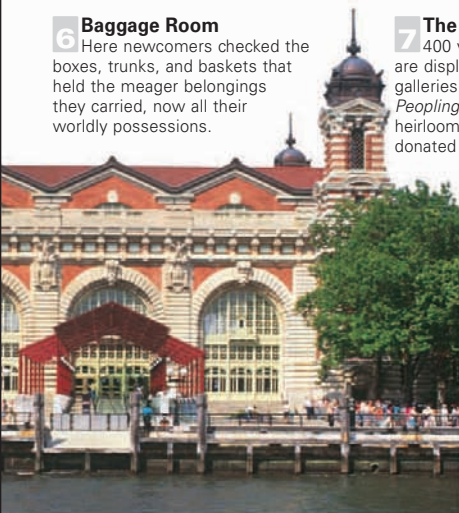 6 Baggage Room
Here newcomers checked the
boxes, trunks, and baskets that
held the meager belongings
they carried, now all their
worldly possessions.
7 The
400
are displ
galleries
Peopling
heirloom
donated